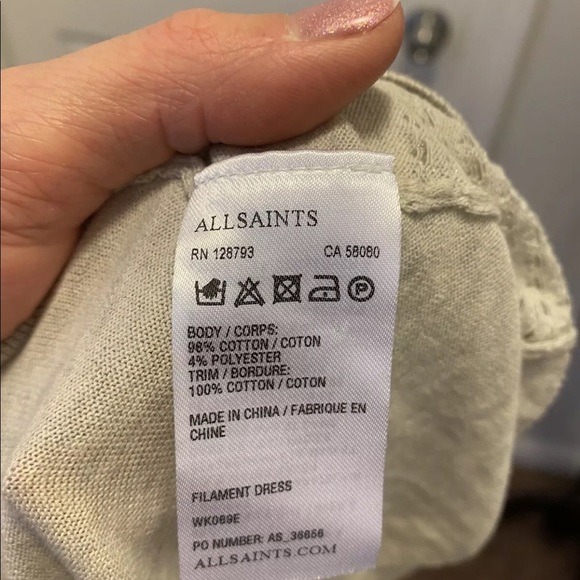 ALLSAINTS
RN 128793 CA 58080
P
BODY / CORPS:
96% COTTON / COTON
4% POLYESTER
TRIM / BORDURE:
100% COTTON / COTON
MADE IN CHINA / FABRIQUE EN
CHINE
FILAMENT DRESS
WK069E
PO NUMBER: AS_36656
ALLSAINTS.COM